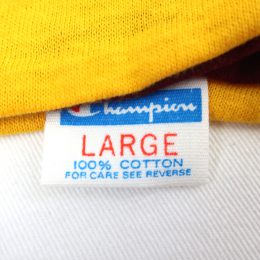 Champion
LARGE
100% COTTON
FOR CARE SEE REVERSE